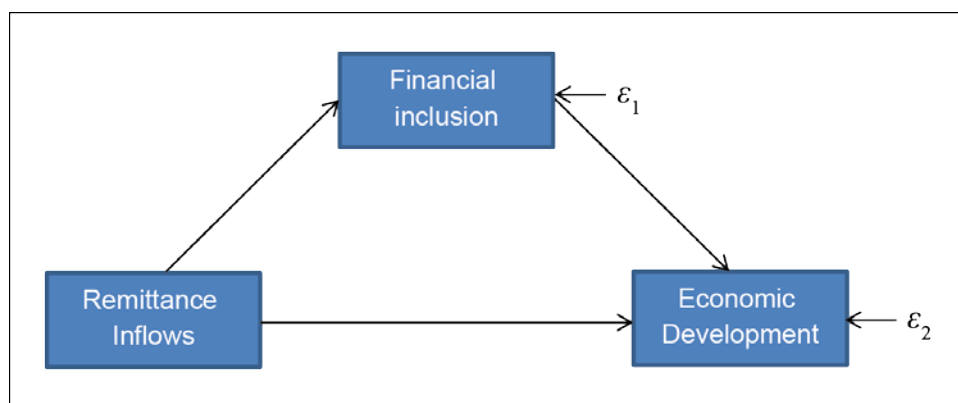 Financial
inclusion
ε1
Remittance
Inflows
Economic
Development
ε2